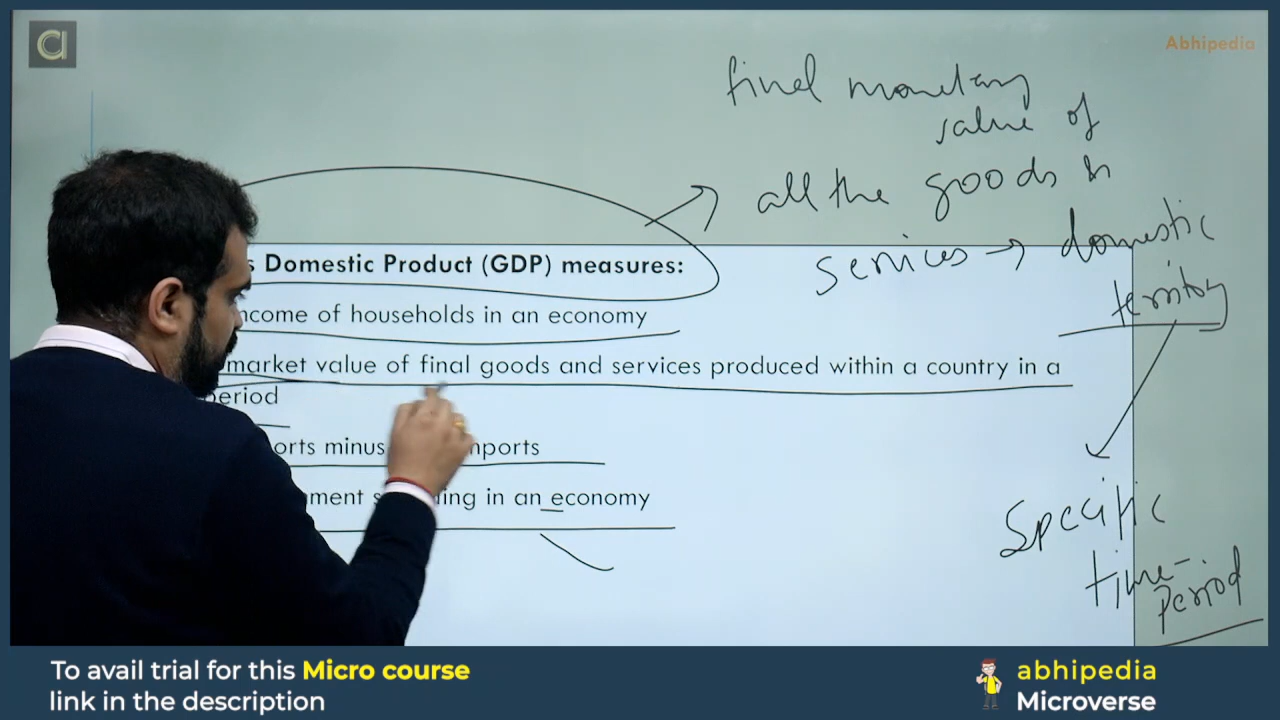 Abhipedia
final monetary
value of
all the goods &
services → domestic
territory
Specific
time-
Period
Domestic Product (GDP) measures:
ncome of households in an economy
market value of final goods and services produced within a country in a
period
orts minus mports
nment s ing in an economy
To avail trial for this Micro course
link in the description
abhipedia
Microverse